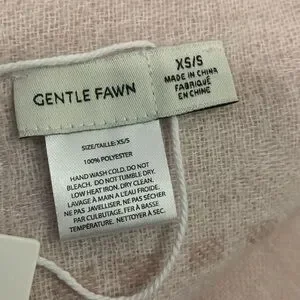 GENTLE FAWN
XS/S
MADE IN CHINA
FABRIQUÉ
EN CHINE
SIZE/TAILLE: XS/S
100% POLYESTER
HAND WASH COLD. DO NOT
BLEACH. DO NOT TUMBLE DRY.
LOW HEAT IRON. DRY CLEAN.
LAVAGE À MAIN A L'EAU FROIDE.
NE PAS JAVELLISER. NE PAS SÉCHER
PAR CULBUTAGE. FER À BASSE
TEMPÉRATURE. NETTOYER À SEC.